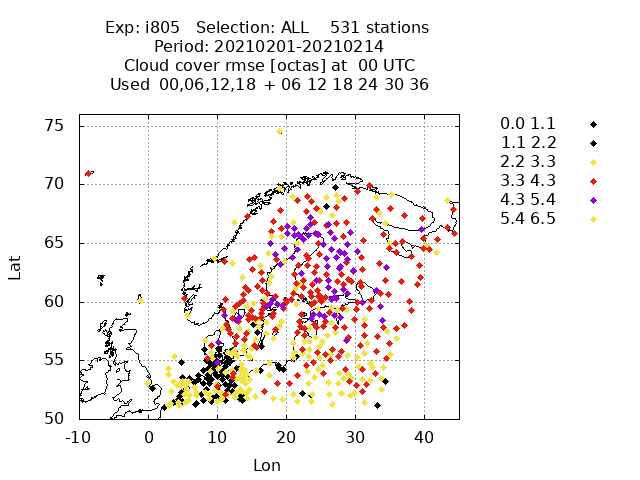 Exp: i805   Selection: ALL    531 stations
Period: 20210201-20210214
Cloud cover rmse [octas] at  00 UTC
Used  00,06,12,18  + 06 12 18 24 30 36
0.0 1.1
1.1 2.2
2.2 3.3
3.3 4.3
4.3 5.4
5.4 6.5
75
70
65
60
55
50
Lat
-10 0 10 20 30 40
Lon